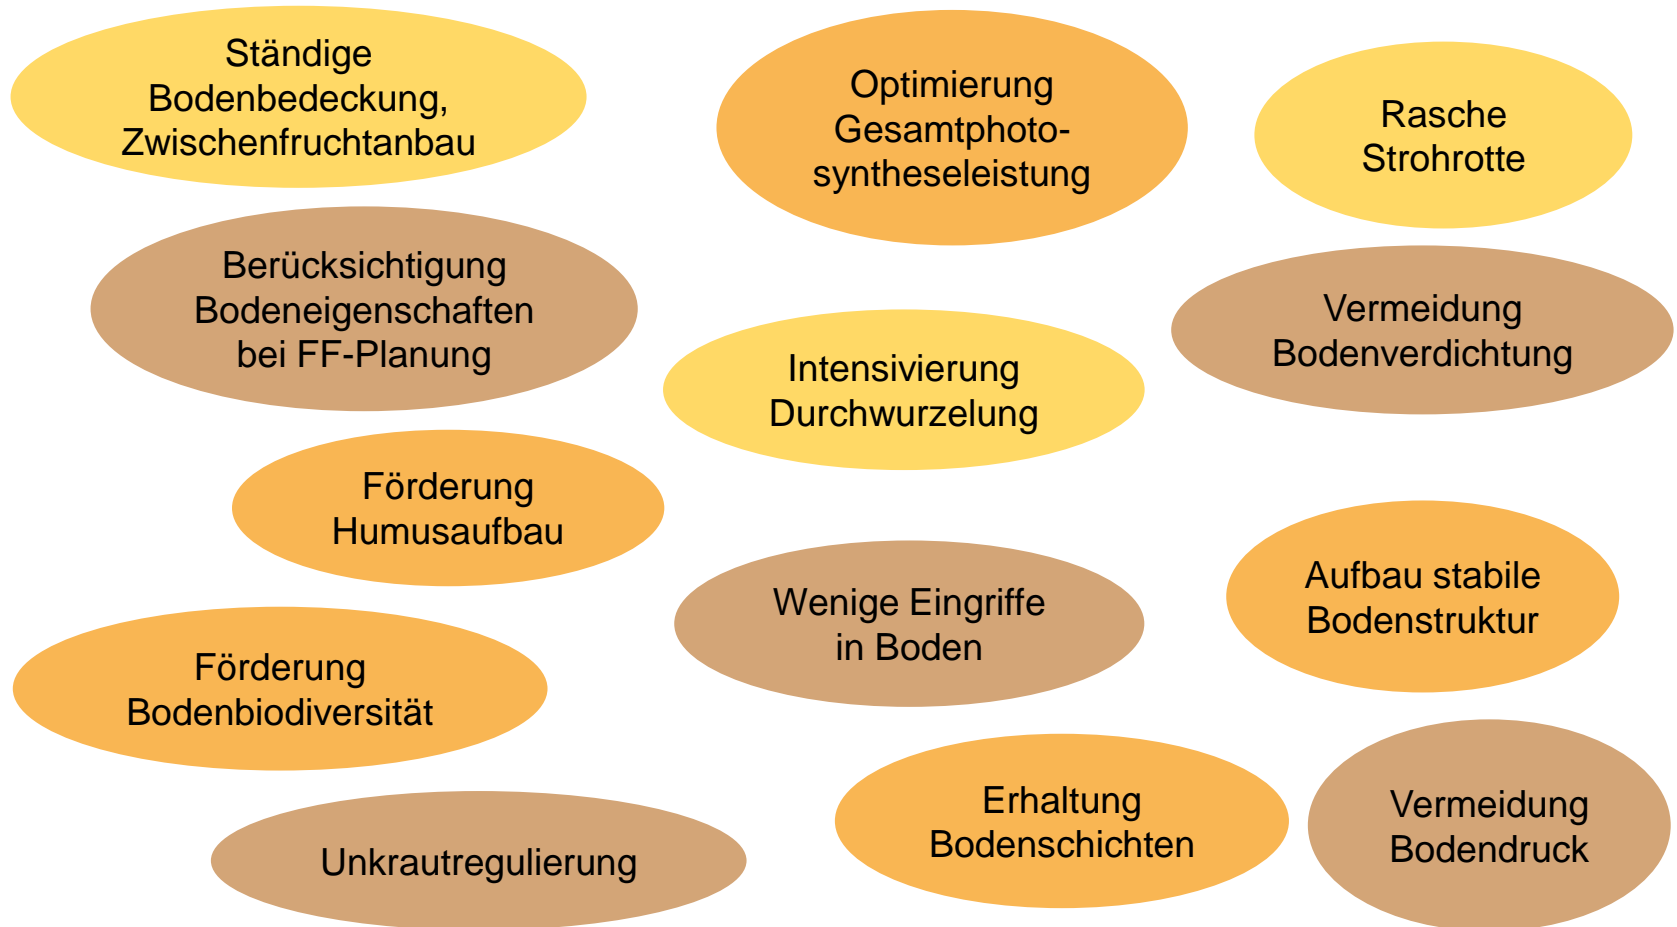 Ständige
Bodenbedeckung,
Zwischenfruchtanbau
Optimierung
Gesamtphoto-
syntheseleistung
Rasche
Strohrotte
Berücksichtigung
Bodeneigenschaften
bei FF-Planung
Vermeidung
Bodenverdichtung
Intensivierung
Durchwurzelung
Förderung
Humusaufbau
Wenige Eingriffe
in Boden
Aufbau stabile
Bodenstruktur
Förderung
Bodenbiodiversität
Erhaltung
Bodenschichten
Vermeidung
Bodendruck
Unkrautregulierung